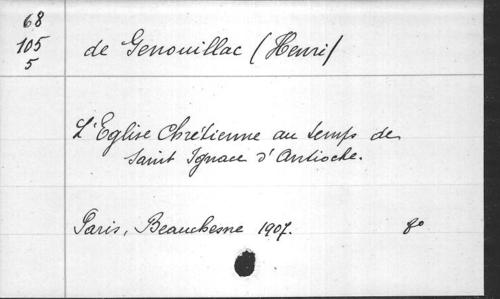 68
105
5
de Genouillac (Henri)
L'Eglise Chrétienne au temps de
Saint Ignace d'Antioche.
Paris, Beauchesne 1907. 8°